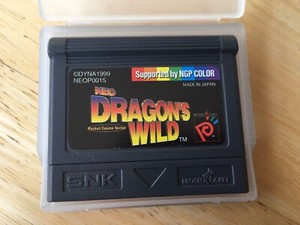 ©DYNA1999
NEOP0015
Supported by NGP COLOR
MADE IN JAPAN
NEO
DRAGON'S
WILD
Pocket Casino Series
TM
SNK